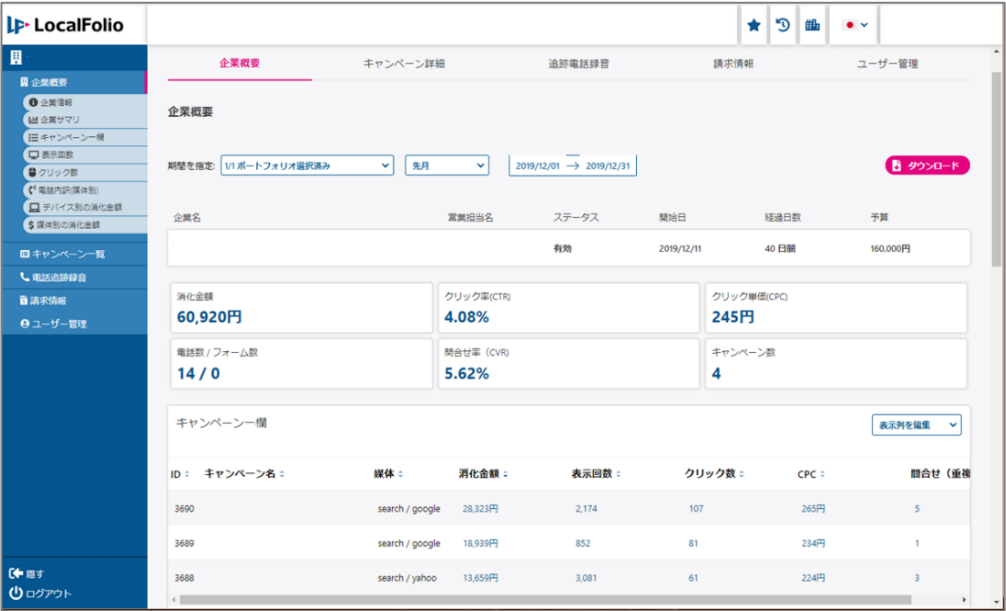 LocalFolio
企業概要
企業情報
企業サマリ
キャンペーン一欄
表示回数
クリック数
電話内訳(媒体別)
デバイス別の消化金額
媒体別の消化金額
キャンペーン一覧
電話追跡録音
請求情報
ユーザー管理
隠す
ログアウト
企業概要 キャンペーン詳細 追跡電話録音 請求情報 ユーザー管理
企業概要
期間を指定: 1/1 ポートフォリオ選択済み 先月 2019/12/01 → 2019/12/31 ダウンロード
企業名 営業担当名 ステータス 開始日 経過日数 予算
有効 2019/12/11 40 日間 160,000円
消化金額 クリック率(CTR) クリック単価(CPC)
60,920円 4.08% 245円
電話数 / フォーム数 問合せ率（CVR) キャンペーン数
14 / 0 5.62% 4
キャンペーン一欄 表示列を編集
ID キャンペーン名 媒体 消化金額 表示回数 クリック数 CPC 問合せ（重複
3690 search / google 28,323円 2,174 107 265円 5
3689 search / google 18,939円 852 81 234円 1
3688 search / yahoo 13,659円 3,081 61 224円 3